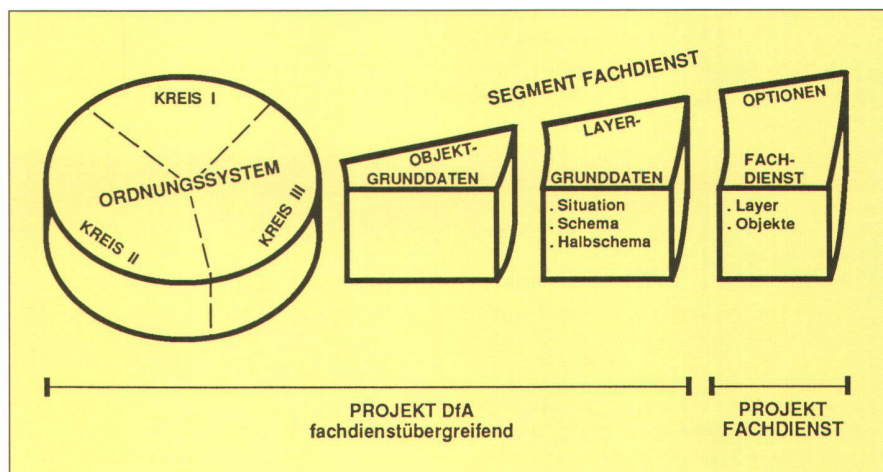 SEGMENT FACHDIENST
KREIS I
ORDNUNGSSYSTEM
KREIS II
KREIS III
OBJEKT-
GRUNDDATEN
LAYER-
GRUNDDATEN
. Situation
. Schema
. Halbschema
OPTIONEN
FACH-
DIENST
. Layer
. Objekte
PROJEKT DfA
fachdienstübergreifend
PROJEKT
FACHDIENST